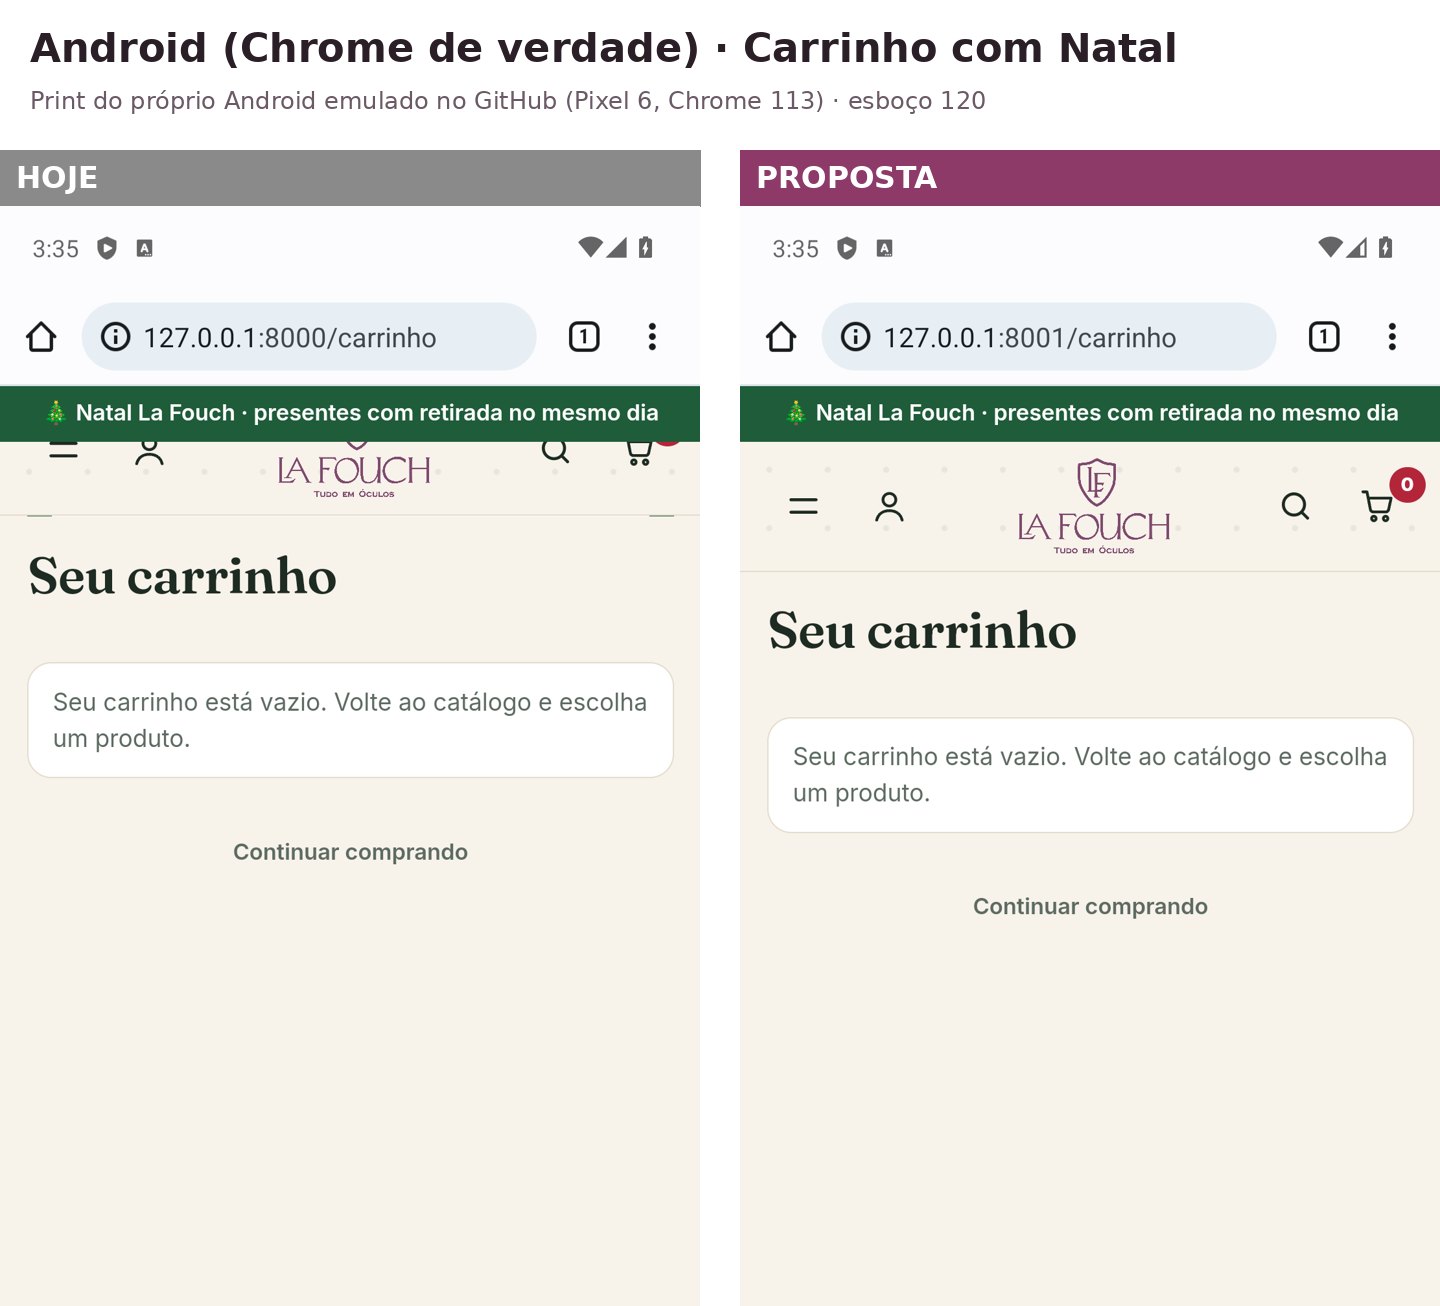 Android (Chrome de verdade) · Carrinho com Natal
Print do próprio Android emulado no GitHub (Pixel 6, Chrome 113) · esboço 120
HOJE
3:35
A
127.0.0.1:8000/carrinho
1
🎄 Natal La Fouch · presentes com retirada no mesmo dia
LA FOUCH
TUDO EM ÓCULOS
Seu carrinho
Seu carrinho está vazio. Volte ao catálogo e escolha
um produto.
Continuar comprando
PROPOSTA
3:35
A
127.0.0.1:8001/carrinho
1
🎄 Natal La Fouch · presentes com retirada no mesmo dia
LF
LA FOUCH
TUDO EM ÓCULOS
0
Seu carrinho
Seu carrinho está vazio. Volte ao catálogo e escolha
um produto.
Continuar comprando